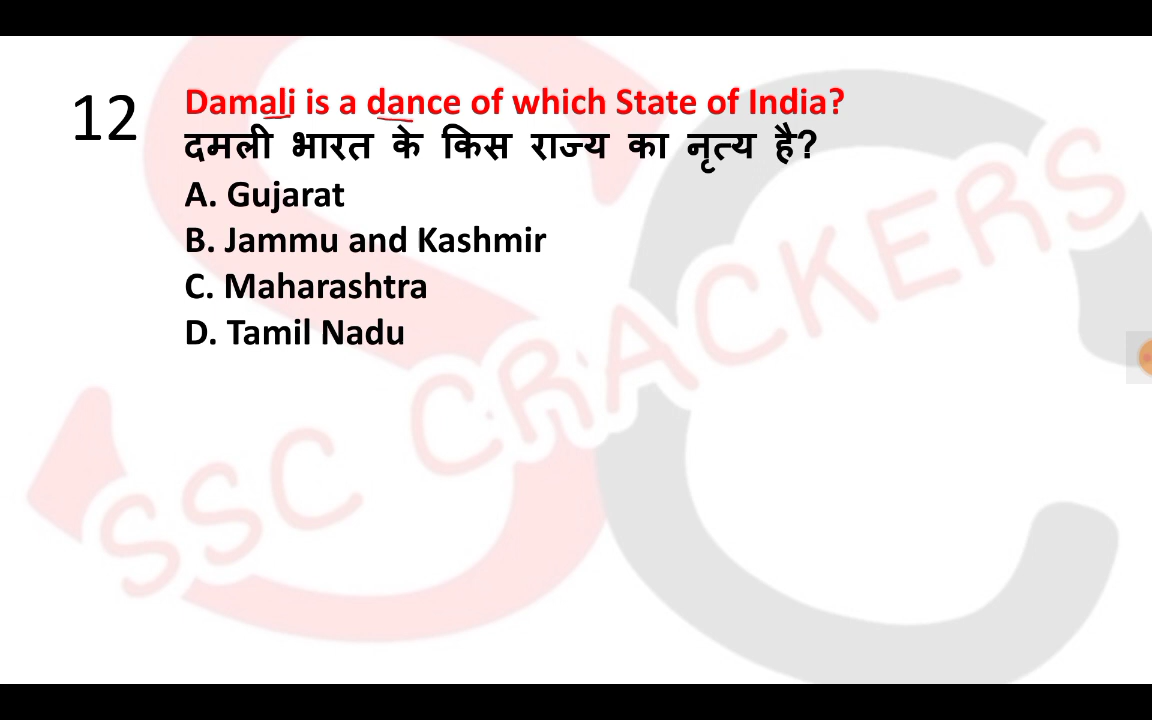 12
Damali is a dance of which State of India?
दमली भारत के किस राज्य का नृत्य है?
A. Gujarat
B. Jammu and Kashmir
C. Maharashtra
D. Tamil Nadu
SSC CRACKERS